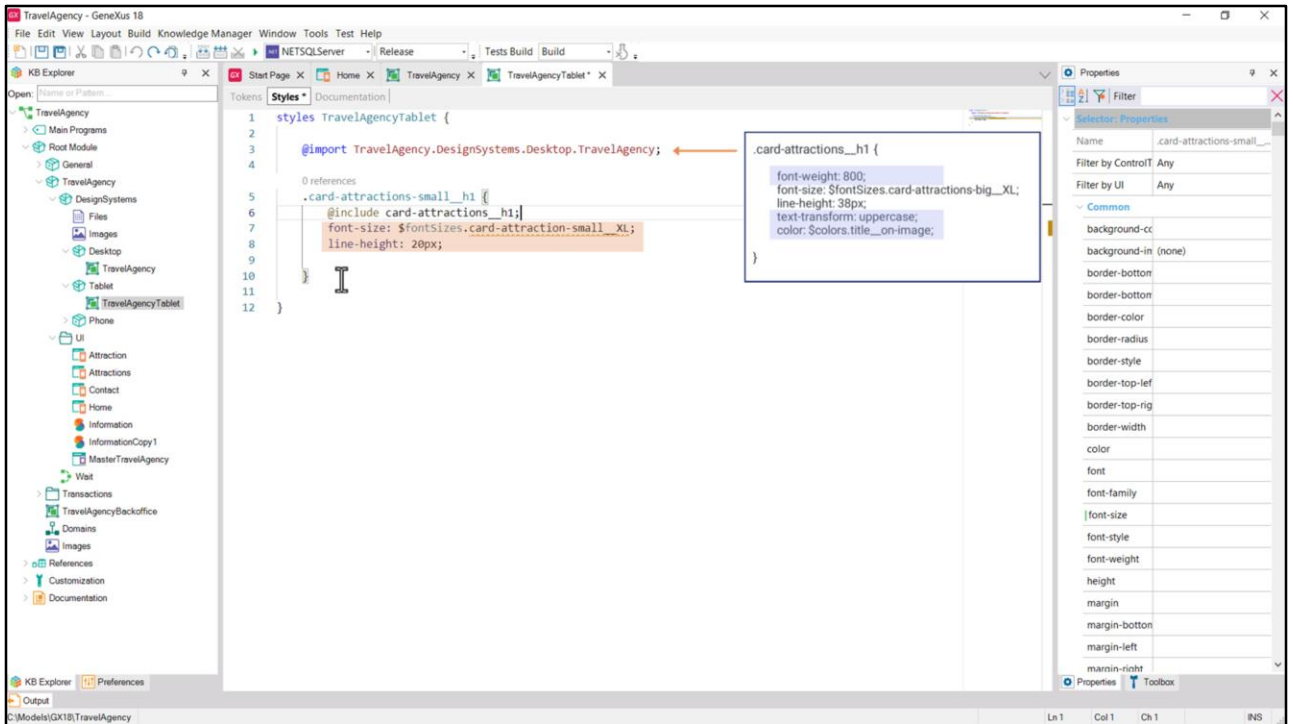 TravelAgency - GeneXus 18
File Edit View Layout Build Knowledge Manager Window Tools Test Help
NETSQLServer Release Tests Build Build
KB Explorer
Open: Name or Pattern...
TravelAgency
Main Programs
Root Module
General
TravelAgency
DesignSystems
Files
Images
Desktop
TravelAgency
Tablet
TravelAgencyTablet
Phone
UI
Attraction
Attractions
Contact
Home
Information
InformationCopy1
MasterTravelAgency
Wait
Transactions
TravelAgencyBackoffice
Domains
Images
References
Customization
Documentation
KB Explorer Preferences
Start Page Home TravelAgency TravelAgencyTablet *
Tokens Styles * Documentation
1 styles TravelAgencyTablet {
2
3 @import TravelAgency.DesignSystems.Desktop.TravelAgency;
4
0 references
5 .card-attractions-small__h1 {
6 @include card-attractions__h1;
7 font-size: $fontSizes.card-attraction-small__XL;
8 line-height: 20px;
9
10 }
11
12 }
.card-attractions__h1 {
font-weight: 800;
font-size: $fontSizes.card-attractions-big__XL;
line-height: 38px;
text-transform: uppercase;
color: $colors.title__on-image;
}
Properties
Filter
Selector: Properties
Name .card-attractions-small__...
Filter by ControlT Any
Filter by UI Any
Common
background-cc
background-in (none)
border-bottom
border-bottom
border-color
border-radius
border-style
border-top-lef
border-top-rig
border-width
color
font
font-family
font-size
font-style
font-weight
height
margin
margin-bottom
margin-left
margin-right
Properties Toolbox
Output
C:\Models\GX18\TravelAgency Ln 1 Col 1 Ch 1 INS